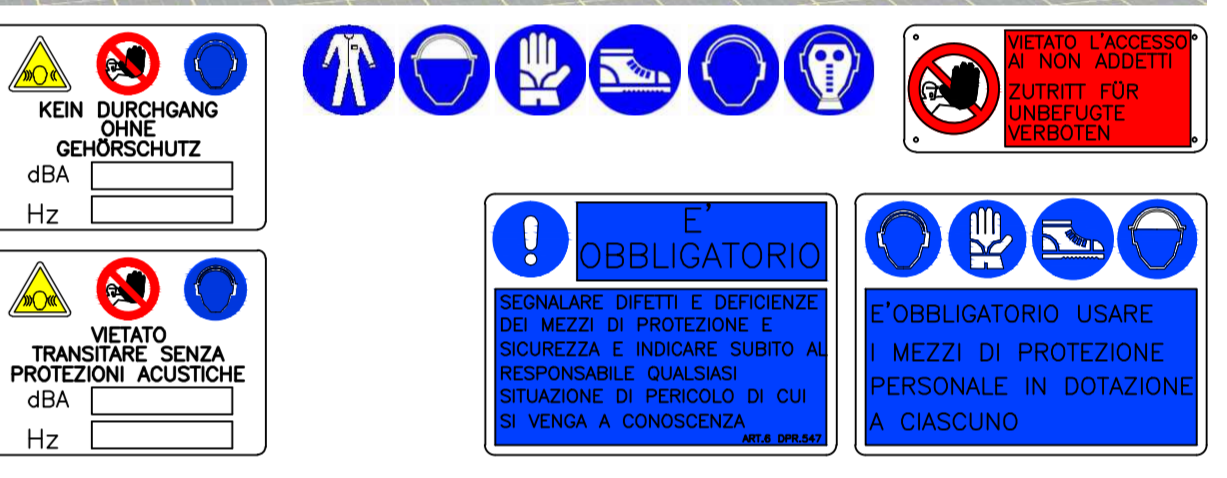 KEIN DURCHGANG
OHNE
GEHÖRSCHUTZ
dBA
Hz
VIETATO
TRANSITARE SENZA
PROTEZIONI ACUSTICHE
dBA
Hz
VIETATO L'ACCESSO
AI NON ADDETTI
ZUTRITT FÜR
UNBEFUGTE
VERBOTEN
E'
OBBLIGATORIO
SEGNALARE DIFETTI E DEFICIENZE
DEI MEZZI DI PROTEZIONE E
SICUREZZA E INDICARE SUBITO AL
RESPONSABILE QUALSIASI
SITUAZIONE DI PERICOLO DI CUI
SI VENGA A CONOSCENZA
ART.6 DPR.547
E'OBBLIGATORIO USARE
I MEZZI DI PROTEZIONE
PERSONALE IN DOTAZIONE
A CIASCUNO